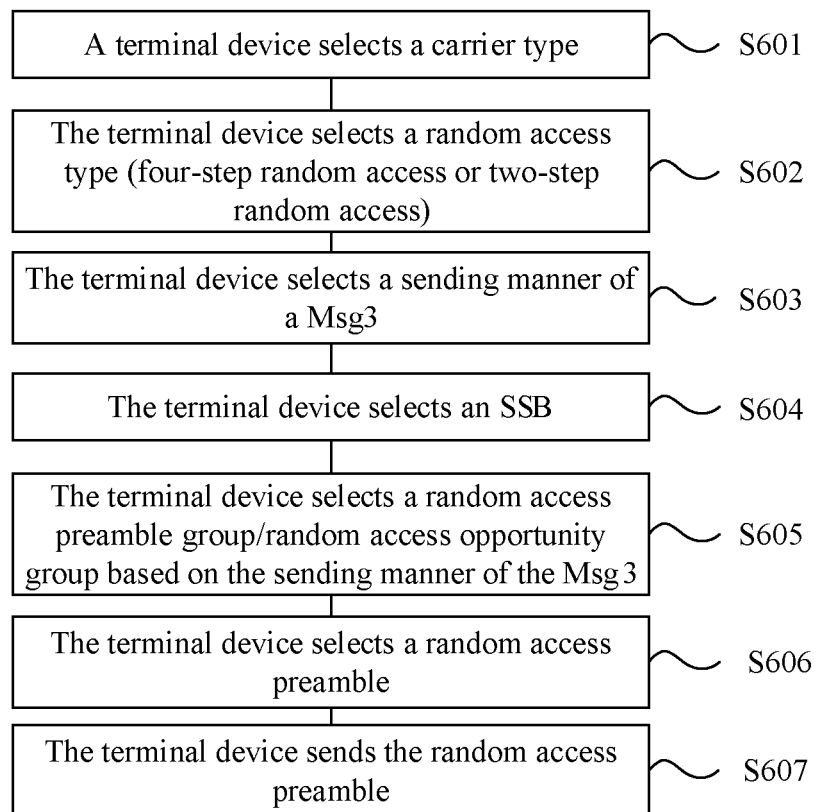 A terminal device selects a carrier type
S601
The terminal device selects a random access
type (four-step random access or two-step
random access)
S602
The terminal device selects a sending manner of
a Msg3
S603
The terminal device selects an SSB
S604
The terminal device selects a random access
preamble group/random access opportunity
group based on the sending manner of the Msg3
S605
The terminal device selects a random access
preamble
S606
The terminal device sends the random access
preamble
S607